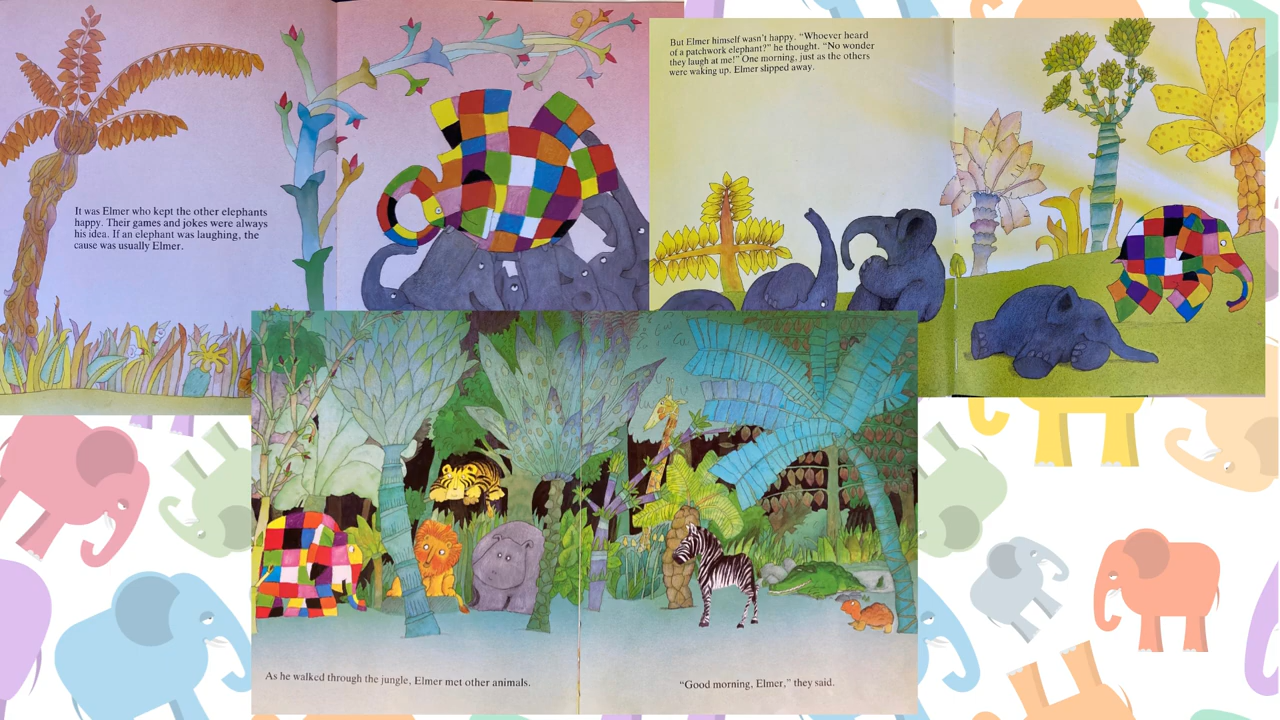 It was Elmer who kept the other elephants
happy. Their games and jokes were always
his idea. If an elephant was laughing, the
cause was usually Elmer.
But Elmer himself wasn't happy. “Whoever heard
of a patchwork elephant?” he thought. “No wonder
they laugh at me!” One morning, just as the others
were waking up, Elmer slipped away.
As he walked through the jungle, Elmer met other animals.
“Good morning, Elmer,” they said.